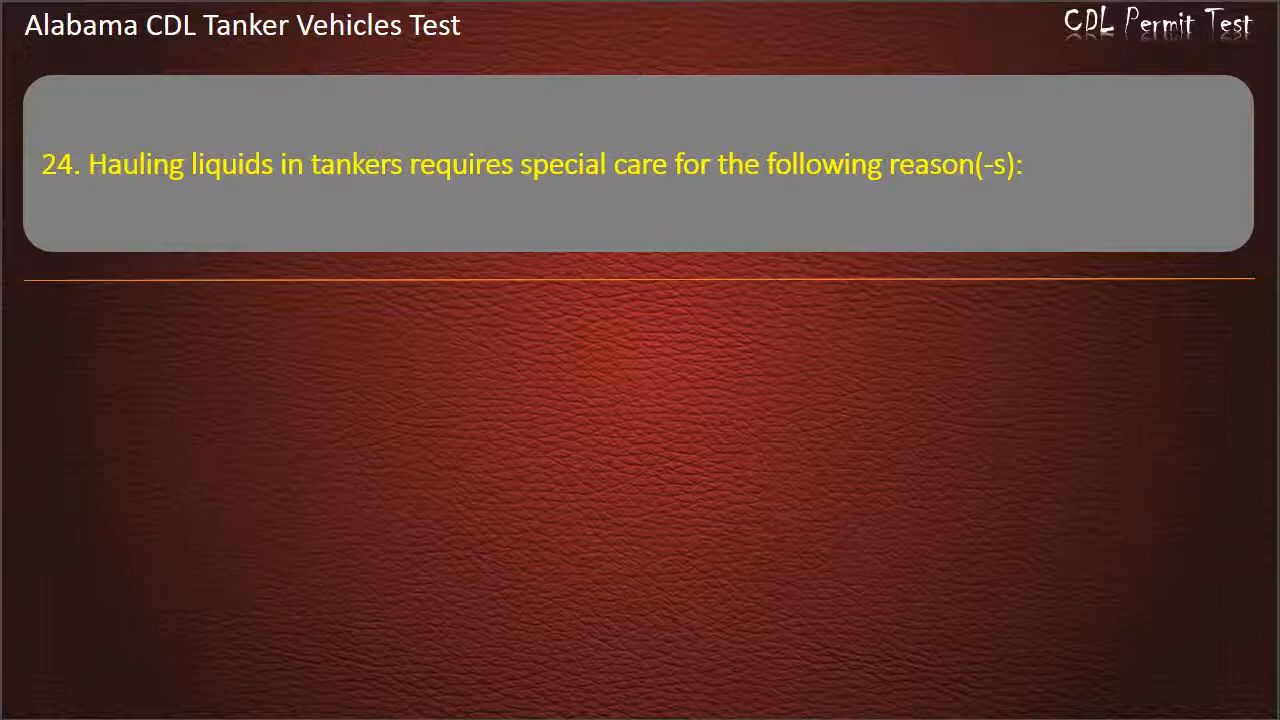 Alabama CDL Tanker Vehicles Test
CDL Permit Test
24. Hauling liquids in tankers requires special care for the following reason(-s):